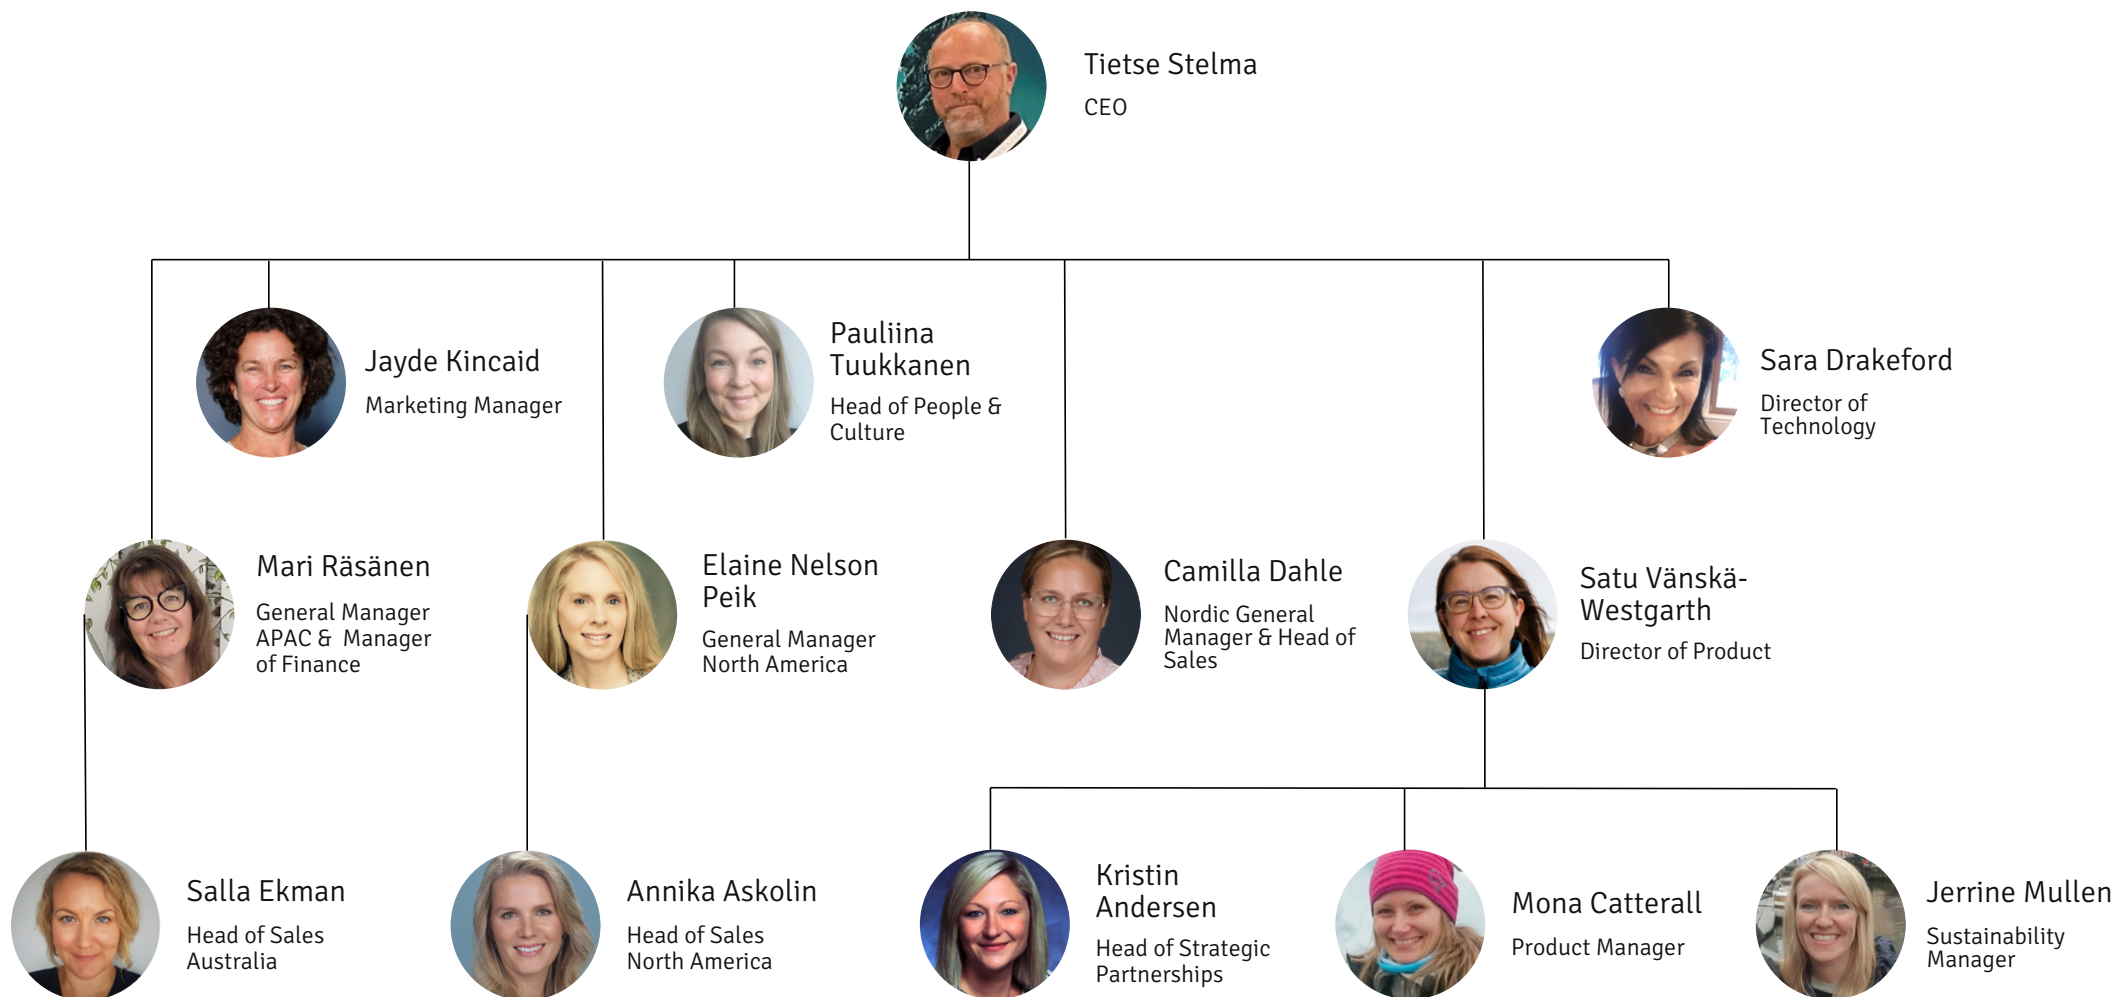 Tietse Stelma
CEO
Jayde Kincaid
Marketing Manager
Pauliina
Tuukkanen
Head of People &
Culture
Sara Drakeford
Director of
Technology
Mari Räsänen
General Manager
APAC &  Manager
of Finance
Elaine Nelson
Peik
General Manager
North America
Camilla Dahle
Nordic General
Manager & Head of
Sales
Satu Vänskä-
Westgarth
Director of Product
Salla Ekman
Head of Sales
Australia
Annika Askolin
Head of Sales
North America
Kristin
Andersen
Head of Strategic
Partnerships
Mona Catterall
Product Manager
Jerrine Mullen
Sustainability
Manager